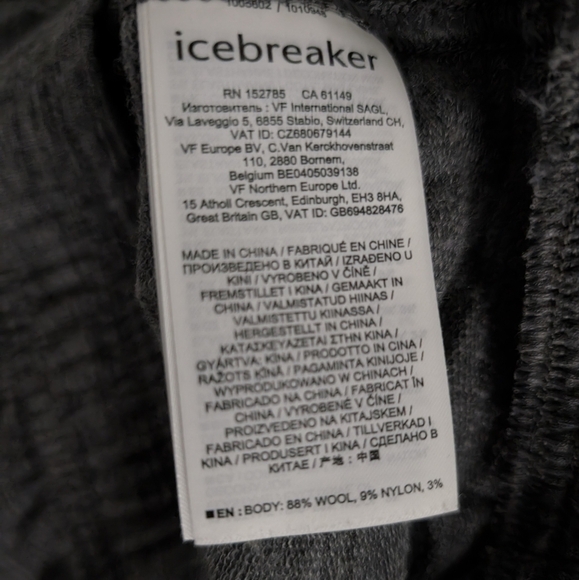 1005602 / 1010948
icebreaker
RN 152785 CA 61149
Изготовитель : VF International SAGL,
Via Laveggio 5, 6855 Stabio, Switzerland CH,
VAT ID: CZ680679144
VF Europe BV, C.Van Kerckhovenstraat
110, 2880 Bornem,
Belgium BE0405039138
VF Northern Europe Ltd.
15 Atholl Crescent, Edinburgh, EH3 8HA,
Great Britain GB, VAT ID: GB694828476
MADE IN CHINA / FABRIQUÉ EN CHINE /
ПРОИЗВЕДЕНО В КИТАЙ / IZRAĐENO U
KINI / VYROBENO V ČÍNĚ /
FREMSTILLET I KINA / GEMAAKT IN
CHINA / VALMISTATUD HIINAS /
VALMISTETTU KIINASSA /
HERGESTELLT IN CHINA /
ΚΑΤΑΣΚΕΥΑΖΕΤΑΙ ΣΤΗΝ ΚΙΝΑ /
GYÁRTVA: KÍNA / PRODOTTO IN CINA /
RAŽOTS ĶĪNĀ / PAGAMINTA KINIJOJE /
WYPRODUKOWANO W CHINACH /
FABRICADO NA CHINA / FABRICAT ÎN
CHINA / VYROBENÉ V ČÍNE /
PROIZVEDENO NA KITAJSKEM /
FABRICADO EN CHINA / TILLVERKAD I
KINA / PRODUSERT I KINA / СДЕЛАНО В
КИТАЕ / 产地 : 中国
■ EN : BODY: 88% WOOL, 9% NYLON, 3%